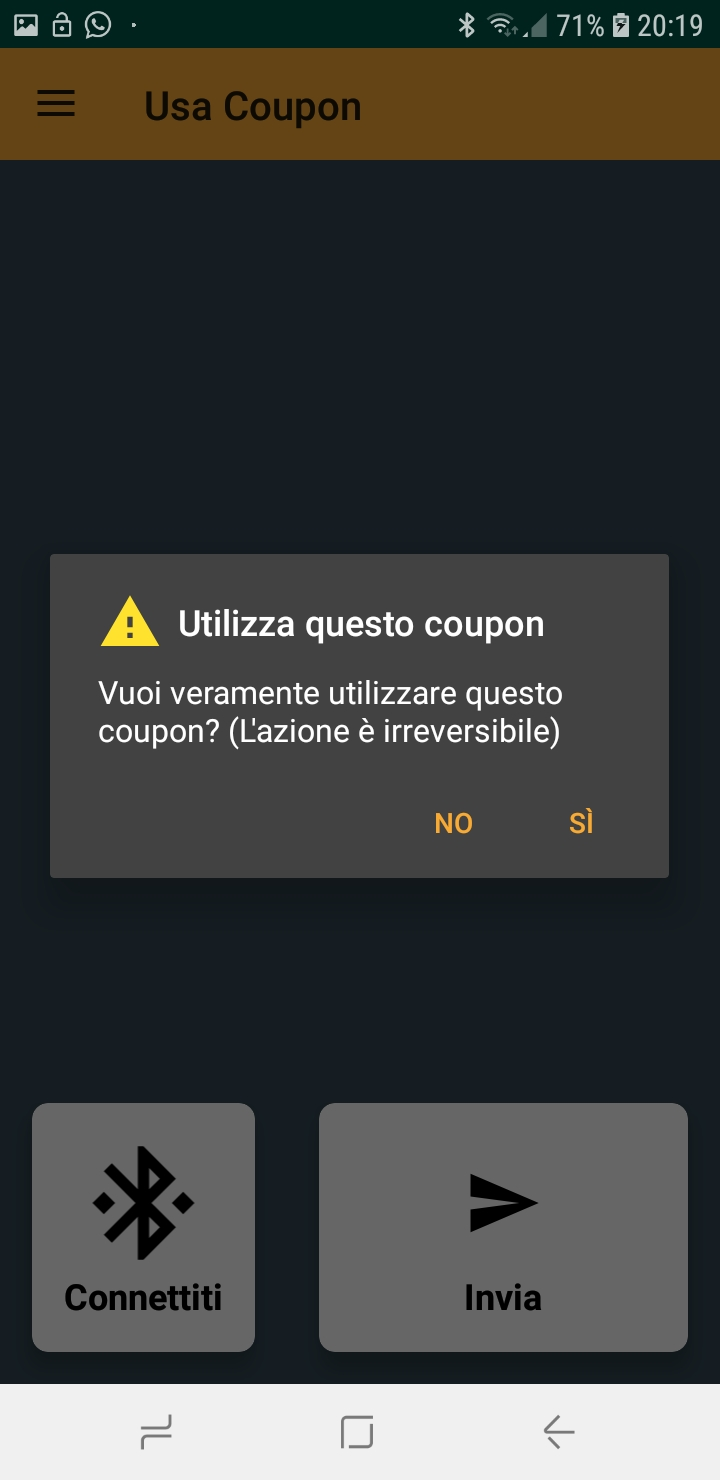 71% 20:19
Usa Coupon
Utilizza questo coupon
Vuoi veramente utilizzare questo
coupon? (L'azione è irreversibile)
NO SÌ
Connettiti Invia